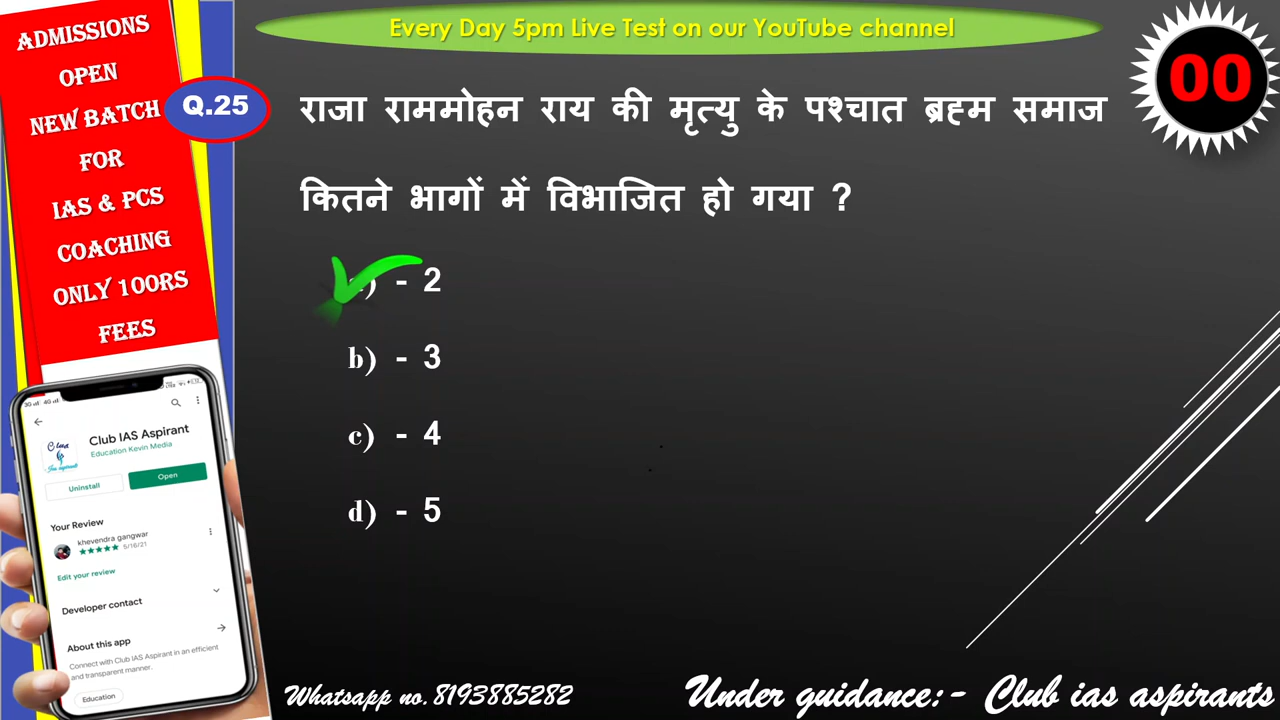 Every Day 5pm Live Test on our YouTube channel
ADMISSIONS
OPEN
NEW BATCH
FOR
IAS & PCS
COACHING
ONLY 100RS
FEES
00
Q.25
राजा राममोहन राय की मृत्यु के पश्चात ब्रह्म समाज
कितने भागों में विभाजित हो गया ?
- 2
b) - 3
c) - 4
d) - 5
Club IAS Aspirant
Education Kevin Media
Uninstall
Open
Your Review
khevendra gangwar
5/16/21
Edit your review
Developer contact
About this app
Connect with Club IAS Aspirant in an efficient
and transparent manner.
Education
Whatsapp no. 8193885282
Under guidance:- Club ias aspirants